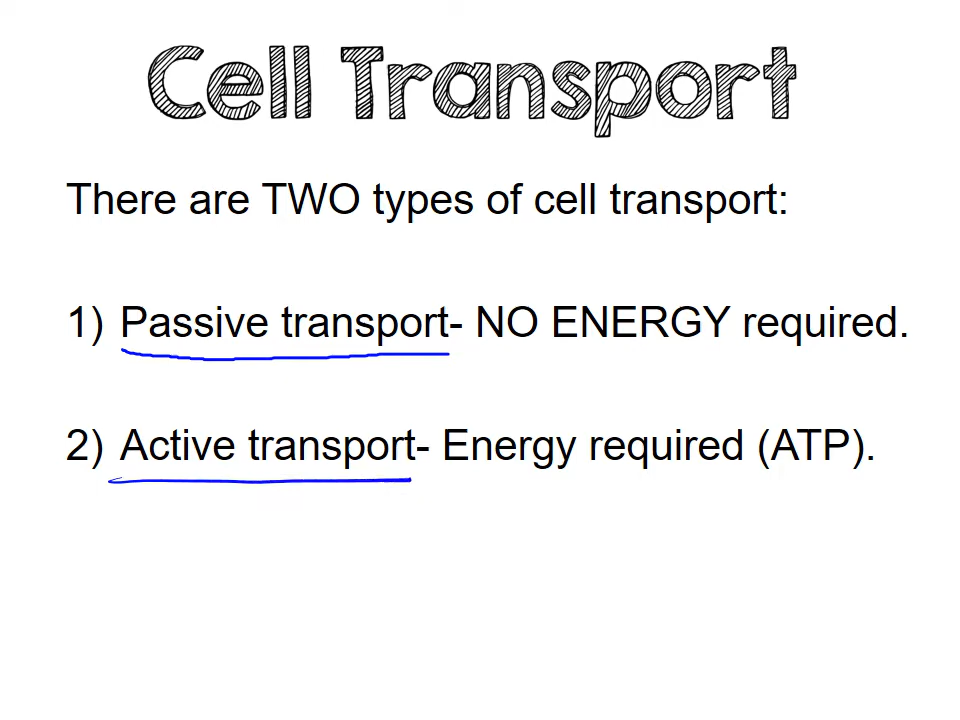 Cell Transport
There are TWO types of cell transport:
1) Passive transport- NO ENERGY required.
2) Active transport- Energy required (ATP).